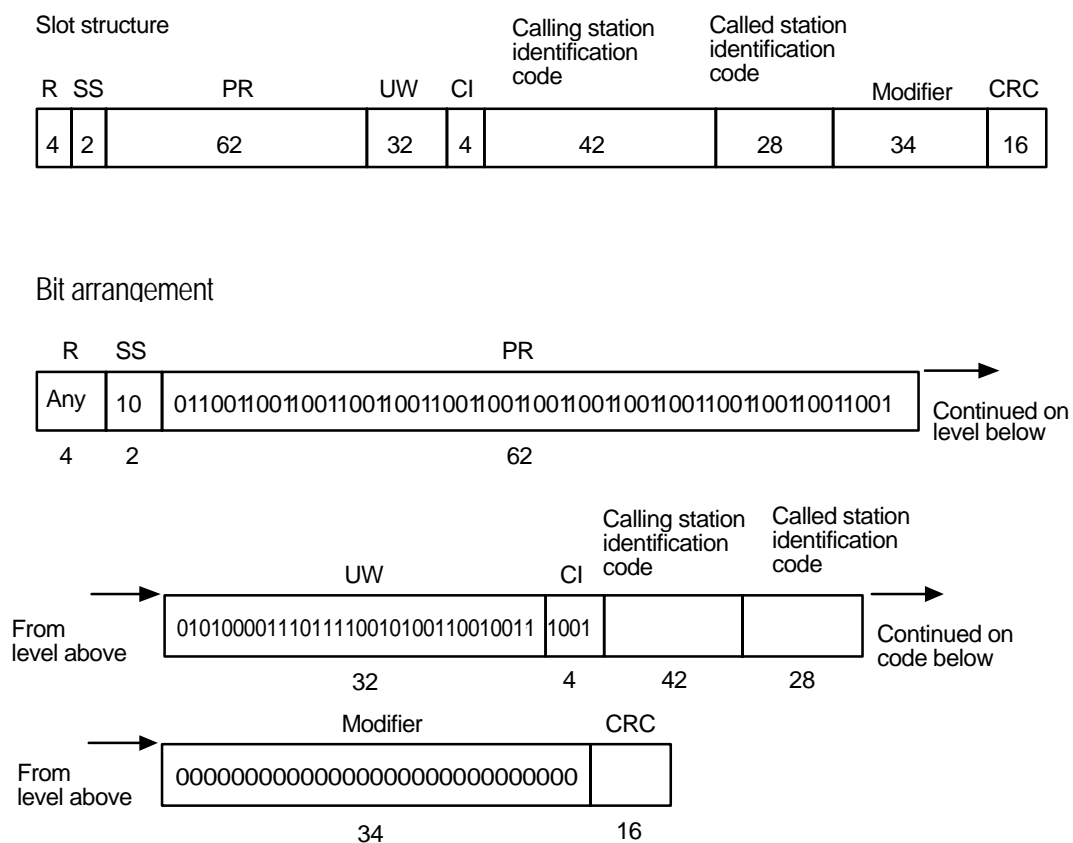 Slot structure
R SS PR UW CI Calling station identification code Called station identification code Modifier CRC
4 2 62 32 4 42 28 34 16
Bit arrangement
R SS PR
Any 10 01100110011001100110011001100110011001100110011001100110011001
Continued on
level below
4 2 62
Calling station
identification
code
Called station
identification
code
UW CI
From
level above
01010000111011110010100110010011 1001
Continued on
code below
32 4 42 28
Modifier CRC
From
level above
0000000000000000000000000000000000
34 16